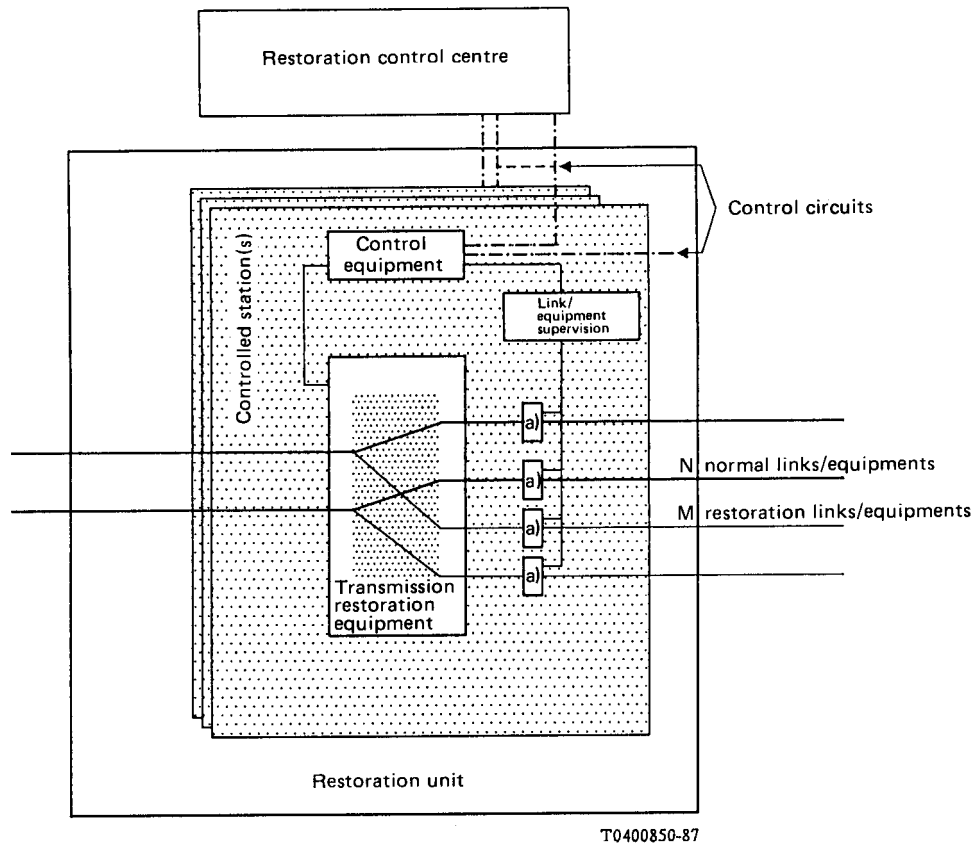 Restoration control centre
Control circuits
Controlled station(s)
Control
equipment
Link/
equipment
supervision
a)
N normal links/equipments
a)
M restoration links/equipments
a)
a)
Transmission
restoration
equipment
Restoration unit
T0400850-87